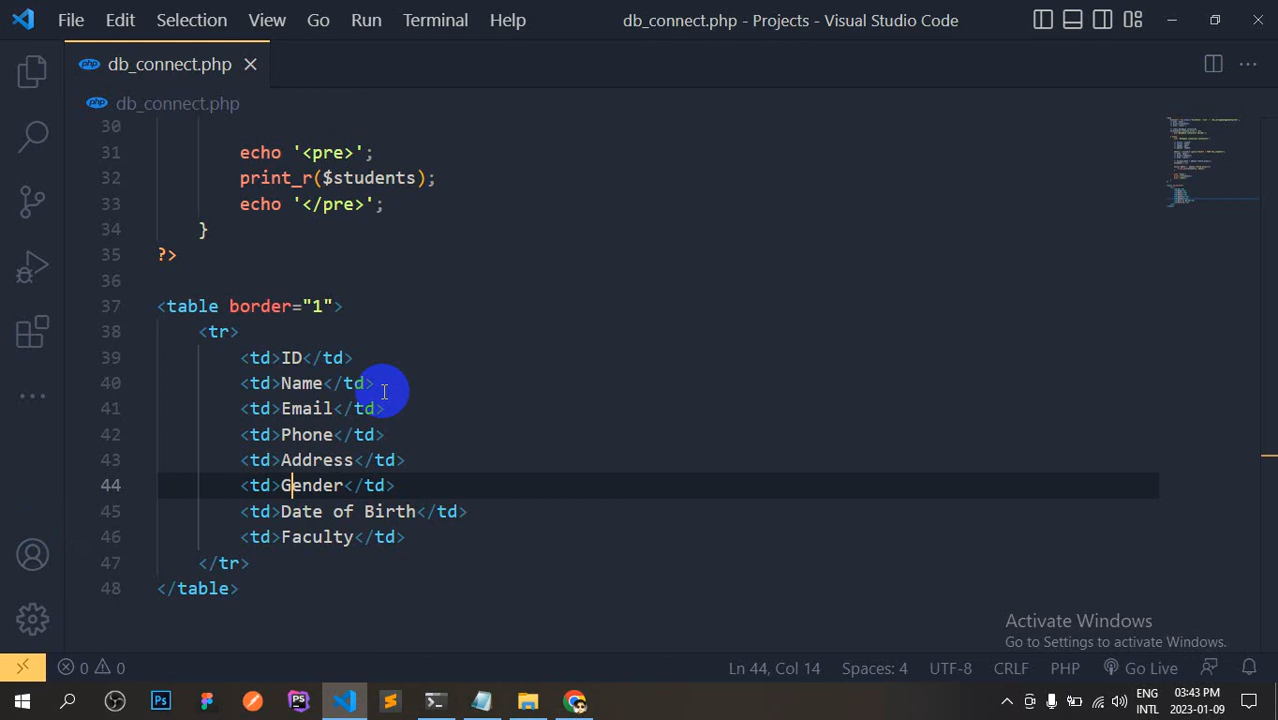 File Edit Selection View Go Run Terminal Help db_connect.php - Projects - Visual Studio Code
php db_connect.php
php db_connect.php
30
31 echo '<pre>';
32 print_r($students);
33 echo '</pre>';
34 }
35 ?>
36
37 <table border="1">
38 <tr>
39 <td>ID</td>
40 <td>Name</td>
41 <td>Email</td>
42 <td>Phone</td>
43 <td>Address</td>
44 <td>Gender</td>
45 <td>Date of Birth</td>
46 <td>Faculty</td>
47 </tr>
48 </table>
Activate Windows
Go to Settings to activate Windows.
0 0 Ln 44, Col 14 Spaces: 4 UTF-8 CRLF PHP Go Live
Ps PS ENG 03:43 PM
INTL 2023-01-09